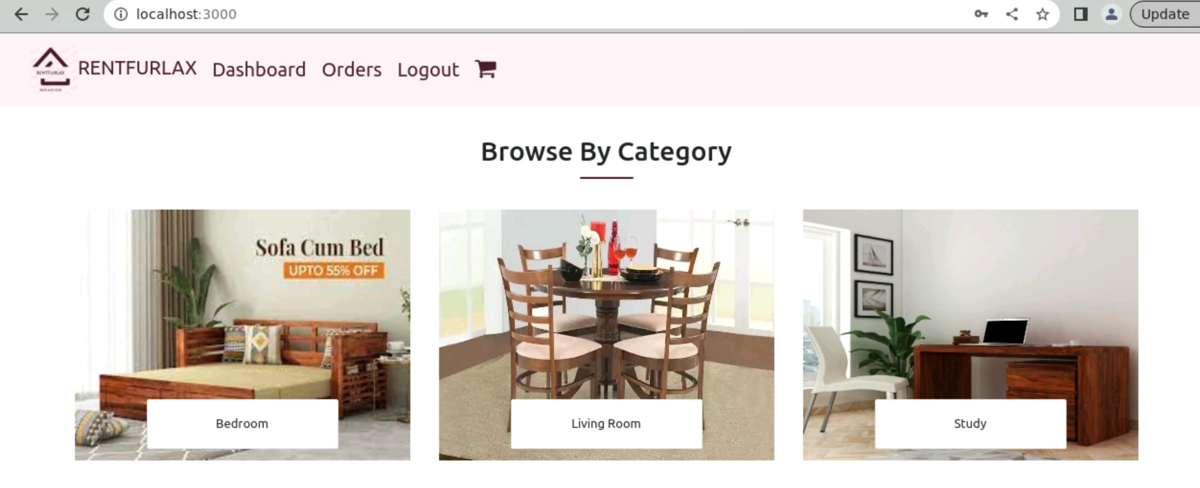 localhost:3000
Update
RENTFURLAX
RENTFURLAX Dashboard Orders Logout
Browse By Category
Sofa Cum Bed
UPTO 55% OFF
Bedroom
Living Room
Study